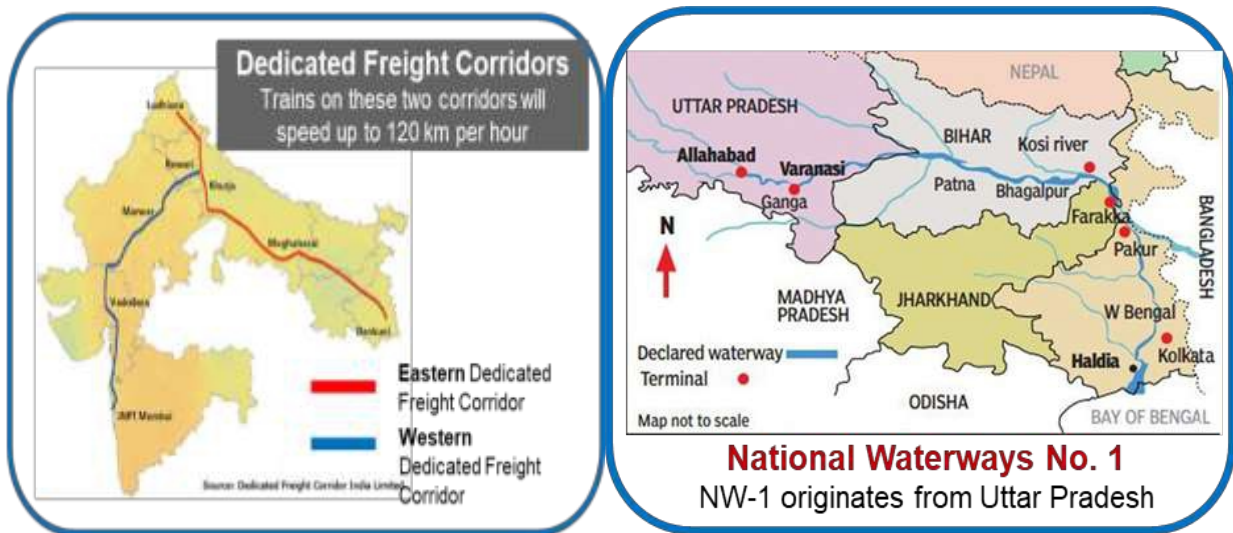 Dedicated Freight Corridors
Trains on these two corridors will
speed up to 120 km per hour
Ludhiana
Rewari
Khurja
Marwar
Mughalsarai
Vadodara
Dankuni
JNPT Mumbai
Eastern Dedicated
Freight Corridor
Western
Dedicated Freight
Corridor
Source: Dedicated Freight Corridor India Limited
NEPAL
UTTAR PRADESH
BIHAR
Kosi river
Allahabad
Varanasi
Ganga
Patna
Bhagalpur
Farakka
Pakur
BANGLADESH
N
MADHYA
PRADESH
JHARKHAND
W Bengal
Declared waterway
Terminal
Haldia
Kolkata
ODISHA
Map not to scale
BAY OF BENGAL
National Waterways No. 1
NW-1 originates from Uttar Pradesh